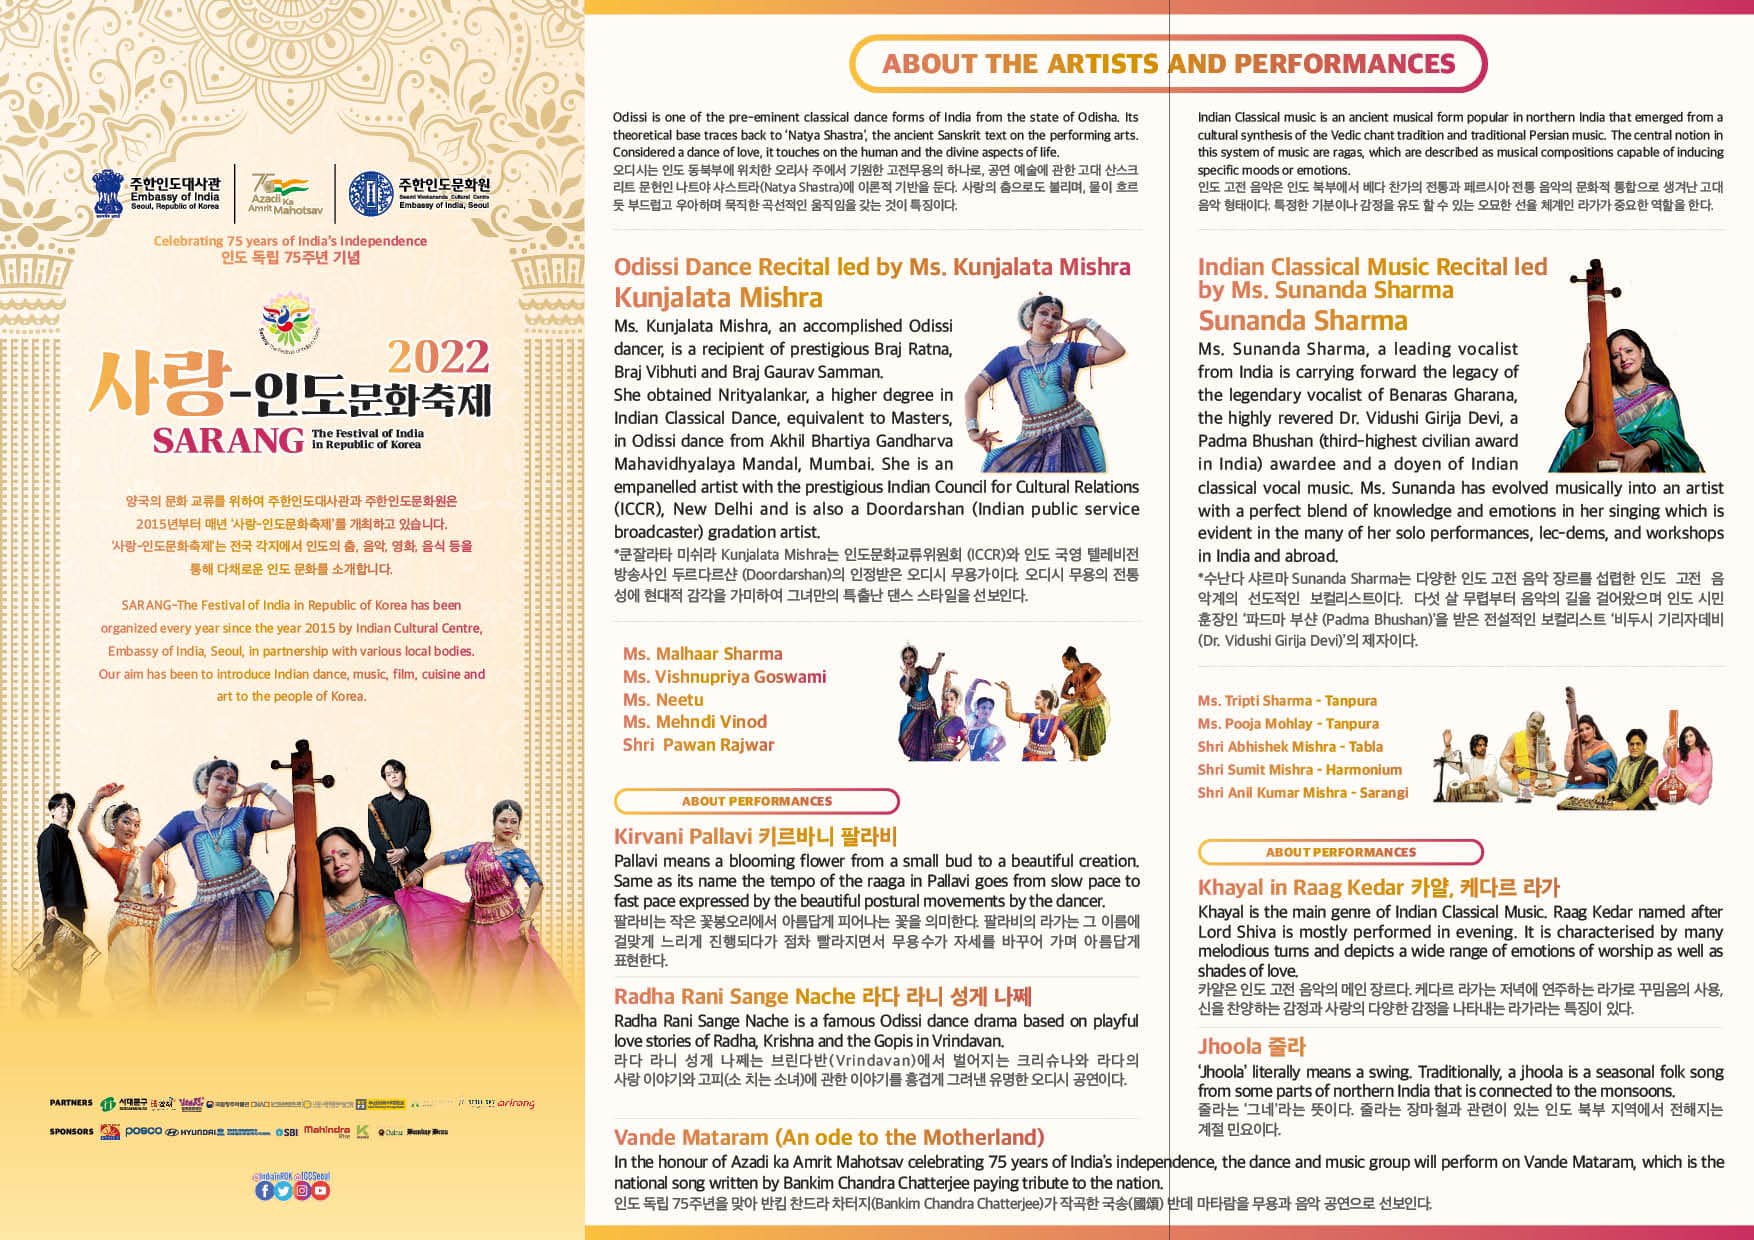 주한인도대사관
Embassy of India
Seoul, Republic of Korea
75
Azadi Ka
Amrit Mahotsav
주한인도문화원
Swami Vivekananda Cultural Centre
Embassy of India, Seoul
Celebrating 75 years of India's Independence
인도 독립 75주년 기념
2022
사랑-인도문화축제
SARANG The Festival of India
in Republic of Korea
양국의 문화 교류를 위하여 주한인도대사관과 주한인도문화원은
2015년부터 매년 '사랑-인도문화축제'를 개최하고 있습니다.
'사랑-인도문화축제'는 전국 각지에서 인도의 춤, 음악, 영화, 음식 등을
통해 다채로운 인도 문화를 소개합니다.
SARANG-The Festival of India in Republic of Korea has been
organized every year since the year 2015 by Indian Cultural Centre,
Embassy of India, Seoul, in partnership with various local bodies.
Our aim has been to introduce Indian dance, music, film, cuisine and
art to the people of Korea.
PARTNERS 서대문구 arirang
SPONSORS posco HYUNDAI SBI Mahindra
@IndiainROK @ICCSeoul
ABOUT THE ARTISTS AND PERFORMANCES
Odissi is one of the pre-eminent classical dance forms of India from the state of Odisha. Its
theoretical base traces back to 'Natya Shastra', the ancient Sanskrit text on the performing arts.
Considered a dance of love, it touches on the human and the divine aspects of life.
오디시는 인도 동북부에 위치한 오리사 주에서 기원한 고전무용의 하나로, 공연 예술에 관한 고대 산스크
리트 문헌인 나트야 샤스트라(Natya Shastra)에 이론적 기반을 둔다. 사랑의 춤으로도 불리며, 물이 흐르
듯 부드럽고 우아하며 묵직한 곡선적인 움직임을 갖는 것이 특징이다.
Odissi Dance Recital led by Ms. Kunjalata Mishra
Kunjalata Mishra
Ms. Kunjalata Mishra, an accomplished Odissi
dancer, is a recipient of prestigious Braj Ratna,
Braj Vibhuti and Braj Gaurav Samman.
She obtained Nrityalankar, a higher degree in
Indian Classical Dance, equivalent to Masters,
in Odissi dance from Akhil Bhartiya Gandharva
Mahavidhyalaya Mandal, Mumbai. She is an
empanelled artist with the prestigious Indian Council for Cultural Relations
(ICCR), New Delhi and is also a Doordarshan (Indian public service
broadcaster) gradation artist.
*쿤잘라타 미쉬라 Kunjalata Mishra는 인도문화교류위원회 (ICCR)와 인도 국영 텔레비전
방송사인 두르다르샨 (Doordarshan)의 인정받은 오디시 무용가이다. 오디시 무용의 전통
성에 현대적 감각을 가미하여 그녀만의 특출난 댄스 스타일을 선보인다.
Ms. Malhaar Sharma
Ms. Vishnupriya Goswami
Ms. Neetu
Ms. Mehndi Vinod
Shri Pawan Rajwar
ABOUT PERFORMANCES
Kirvani Pallavi 키르바니 팔라비
Pallavi means a blooming flower from a small bud to a beautiful creation.
Same as its name the tempo of the raaga in Pallavi goes from slow pace to
fast pace expressed by the beautiful postural movements by the dancer.
팔라비는 작은 꽃봉오리에서 아름답게 피어나는 꽃을 의미한다. 팔라비의 라가는 그 이름에
걸맞게 느리게 진행되다가 점차 빨라지면서 무용수가 자세를 바꾸어 가며 아름답게
표현한다.
Radha Rani Sange Nache 라다 라니 성게 나쩨
Radha Rani Sange Nache is a famous Odissi dance drama based on playful
love stories of Radha, Krishna and the Gopis in Vrindavan.
라다 라니 성게 나쩨는 브린다반(Vrindavan)에서 벌어지는 크리슈나와 라다의
사랑 이야기와 고피(소 치는 소녀)에 관한 이야기를 흥겹게 그려낸 유명한 오디시 공연이다.
Indian Classical music is an ancient musical form popular in northern India that emerged from a
cultural synthesis of the Vedic chant tradition and traditional Persian music. The central notion in
this system of music are ragas, which are described as musical compositions capable of inducing
specific moods or emotions.
인도 고전 음악은 인도 북부에서 베다 찬가의 전통과 페르시아 전통 음악의 문화적 통합으로 생겨난 고대
음악 형태이다. 특정한 기분이나 감정을 유도 할 수 있는 오묘한 선율 체계인 라가가 중요한 역할을 한다.
Indian Classical Music Recital led
by Ms. Sunanda Sharma
Sunanda Sharma
Ms. Sunanda Sharma, a leading vocalist
from India is carrying forward the legacy of
the legendary vocalist of Benaras Gharana,
the highly revered Dr. Vidushi Girija Devi, a
Padma Bhushan (third-highest civilian award
in India) awardee and a doyen of Indian
classical vocal music. Ms. Sunanda has evolved musically into an artist
with a perfect blend of knowledge and emotions in her singing which is
evident in the many of her solo performances, lec-dems, and workshops
in India and abroad.
*수난다 샤르마 Sunanda Sharma는 다양한 인도 고전 음악 장르를 섭렵한 인도 고전 음
악계의 선도적인 보컬리스트이다. 다섯 살 무렵부터 음악의 길을 걸어왔으며 인도 시민
훈장인 '파드마 부샨 (Padma Bhushan)'을 받은 전설적인 보컬리스트 '비두시 기리자데비
(Dr. Vidushi Girija Devi)'의 제자이다.
Ms. Tripti Sharma - Tanpura
Ms. Pooja Mohlay - Tanpura
Shri Abhishek Mishra - Tabla
Shri Sumit Mishra - Harmonium
Shri Anil Kumar Mishra - Sarangi
ABOUT PERFORMANCES
Khayal in Raag Kedar 카얄, 케다르 라가
Khayal is the main genre of Indian Classical Music. Raag Kedar named after
Lord Shiva is mostly performed in evening. It is characterised by many
melodious turns and depicts a wide range of emotions of worship as well as
shades of love.
카얄은 인도 고전 음악의 메인 장르다. 케다르 라가는 저녁에 연주하는 라가로 꾸밈음의 사용,
신을 찬양하는 감정과 사랑의 다양한 감정을 나타내는 라가라는 특징이 있다.
Jhoola 줄라
'Jhoola' literally means a swing. Traditionally, a jhoola is a seasonal folk song
from some parts of northern India that is connected to the monsoons.
줄라는 '그네'라는 뜻이다. 줄라는 장마철과 관련이 있는 인도 북부 지역에서 전해지는
계절 민요이다.
Vande Mataram (An ode to the Motherland)
In the honour of Azadi ka Amrit Mahotsav celebrating 75 years of India's independence, the dance and music group will perform on Vande Mataram, which is the
national song written by Bankim Chandra Chatterjee paying tribute to the nation.
인도 독립 75주년을 맞아 반킴 찬드라 차터지(Bankim Chandra Chatterjee)가 작곡한 국송(國頌) 반데 마타람을 무용과 음악 공연으로 선보인다.